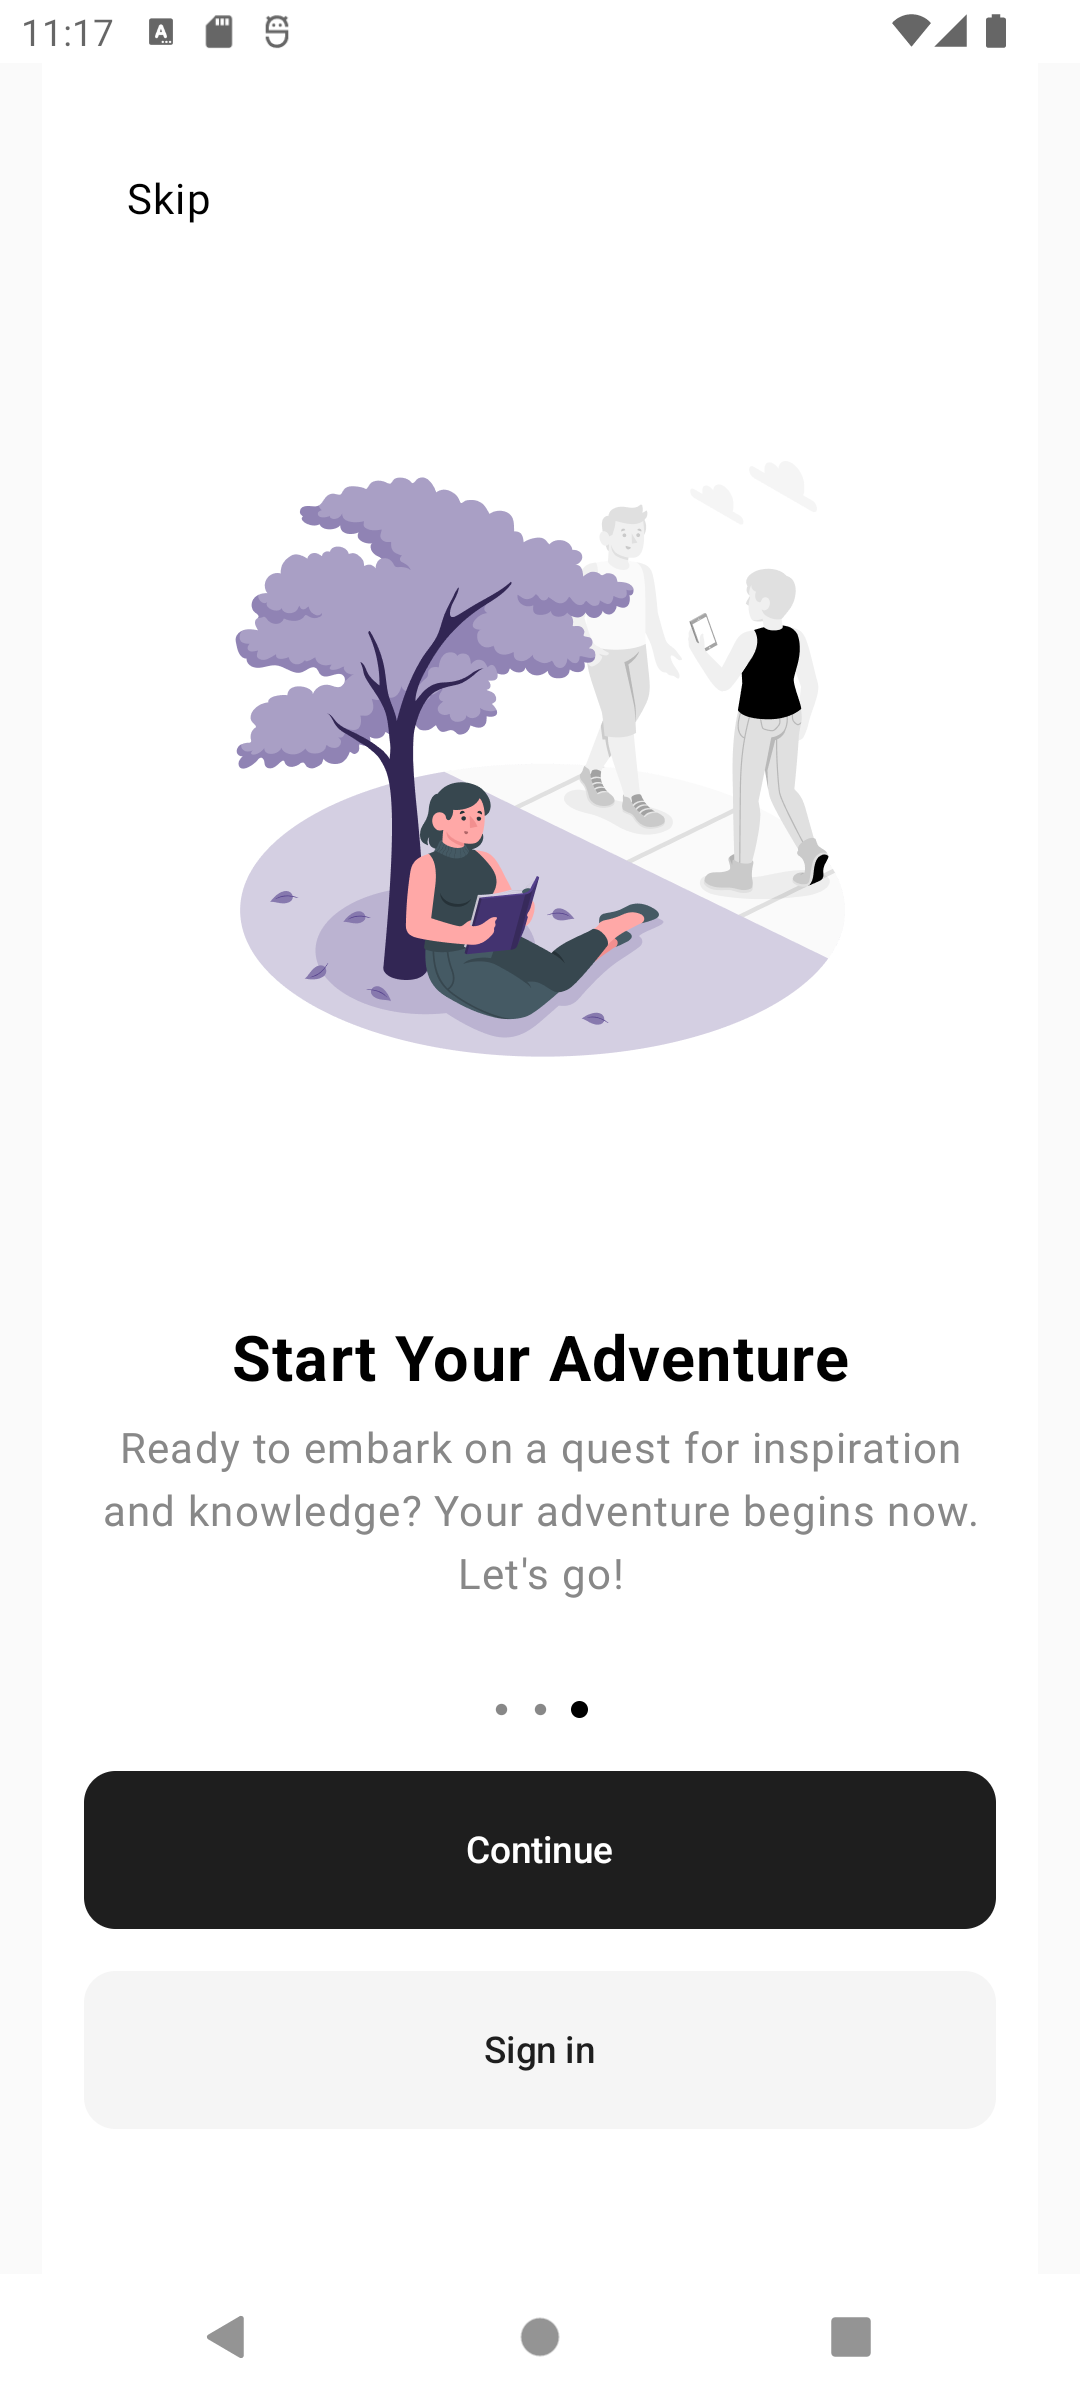 11:17
Skip
Start Your Adventure
Ready to embark on a quest for inspiration
and knowledge? Your adventure begins now.
Let's go!
Continue
Sign in